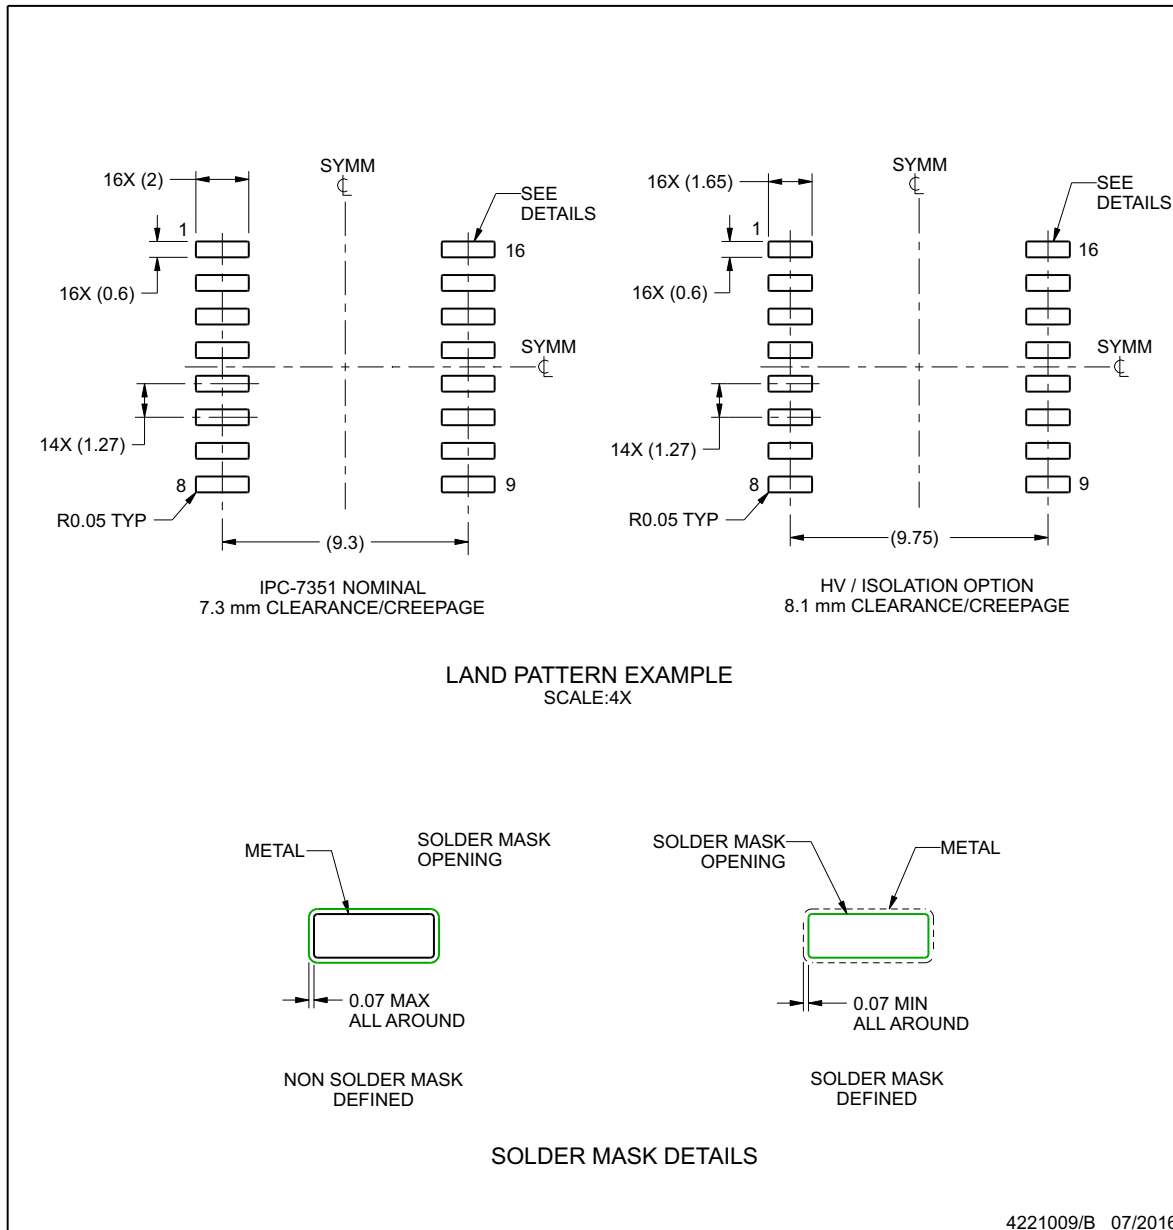 SYMM
℄
16X (2)
SEE
DETAILS
1
16
16X (0.6)
SYMM
℄
14X (1.27)
8
9
R0.05 TYP
(9.3)
IPC-7351 NOMINAL
7.3 mm CLEARANCE/CREEPAGE
SYMM
℄
16X (1.65)
SEE
DETAILS
1
16
16X (0.6)
SYMM
℄
14X (1.27)
8
9
R0.05 TYP
(9.75)
HV / ISOLATION OPTION
8.1 mm CLEARANCE/CREEPAGE
LAND PATTERN EXAMPLE
SCALE:4X
METAL
SOLDER MASK
OPENING
0.07 MAX
ALL AROUND
NON SOLDER MASK
DEFINED
SOLDER MASK
OPENING
METAL
0.07 MIN
ALL AROUND
SOLDER MASK
DEFINED
SOLDER MASK DETAILS
4221009/B 07/2016